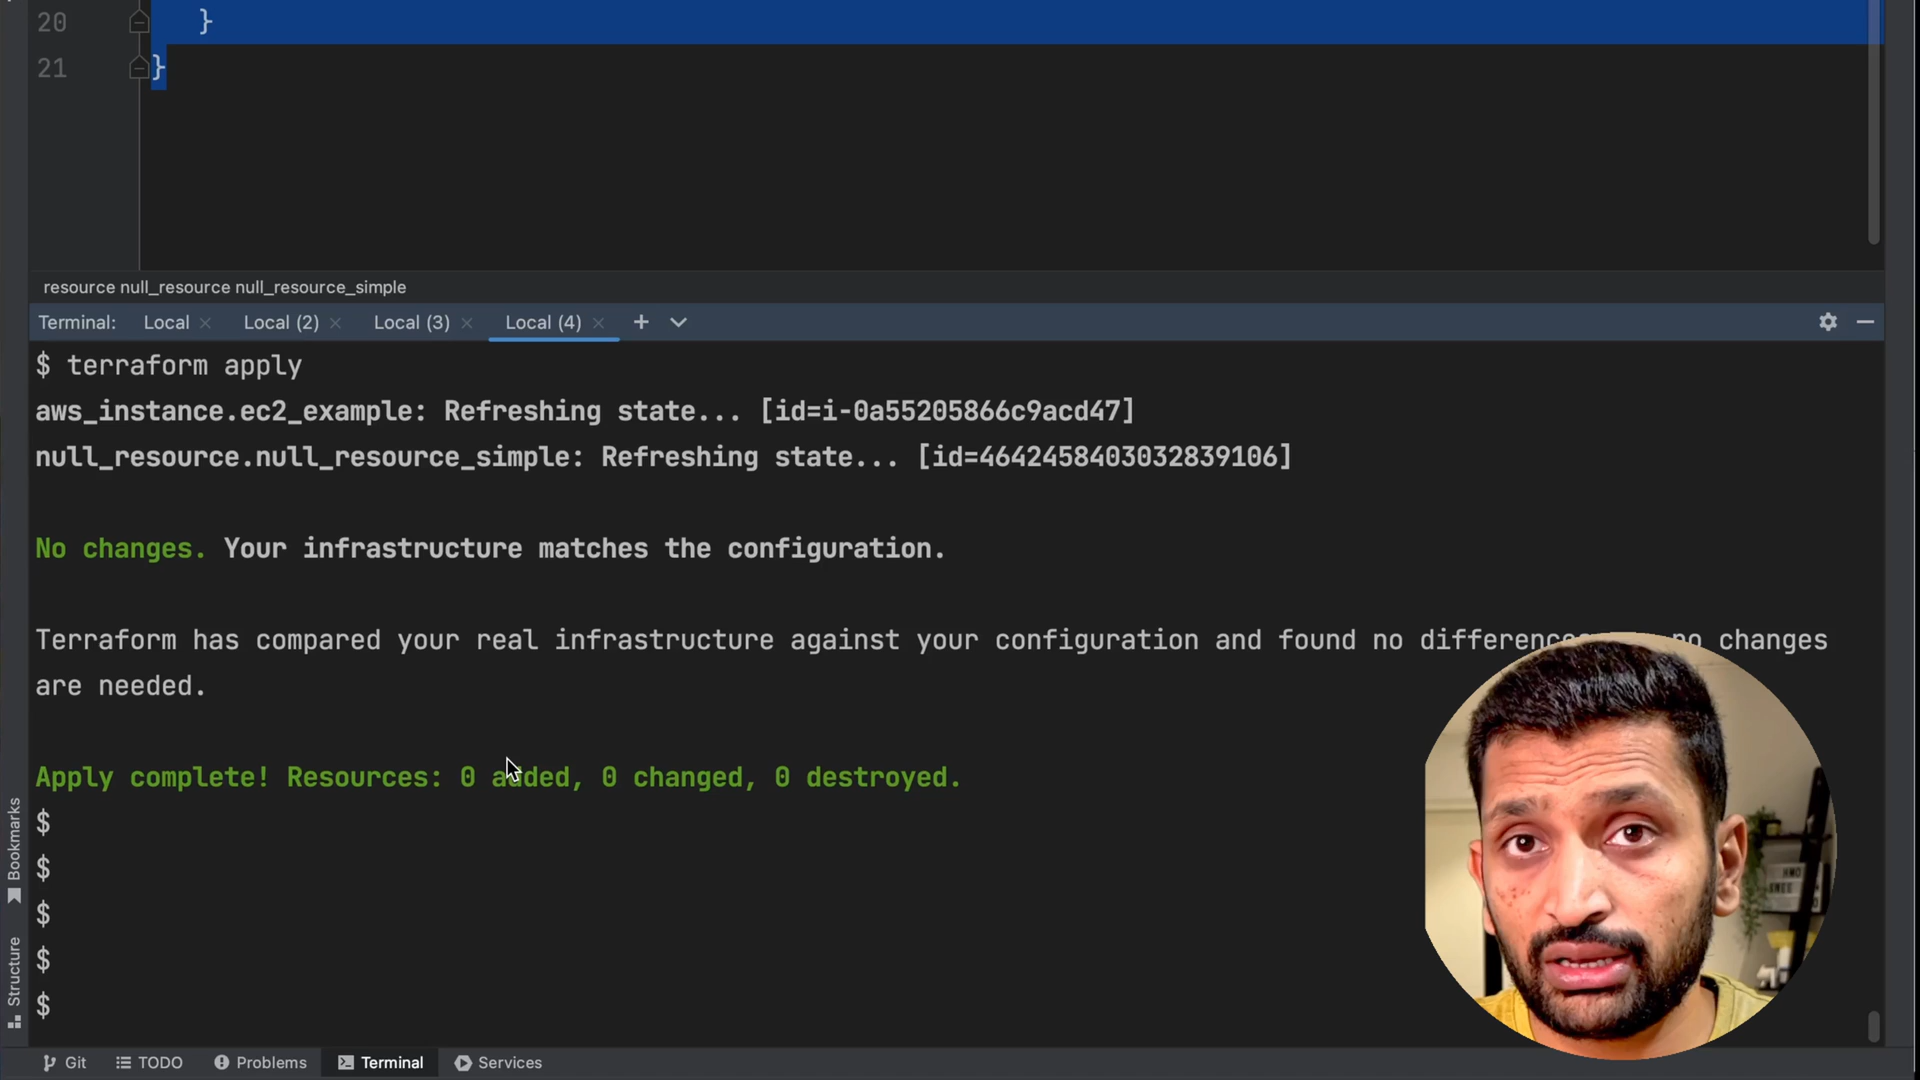 20 }
21 }
resource null_resource null_resource_simple
Terminal: Local Local (2) Local (3) Local (4)
$ terraform apply
aws_instance.ec2_example: Refreshing state... [id=i-0a55205866c9acd47]
null_resource.null_resource_simple: Refreshing state... [id=4642458403032839106]
No changes. Your infrastructure matches the configuration.
Terraform has compared your real infrastructure against your configuration and found no no changes
are needed.
Apply complete! Resources: 0 added, 0 changed, 0 destroyed.
$
$
$
$
$
Bookmarks
Structure
Git TODO Problems Terminal Services